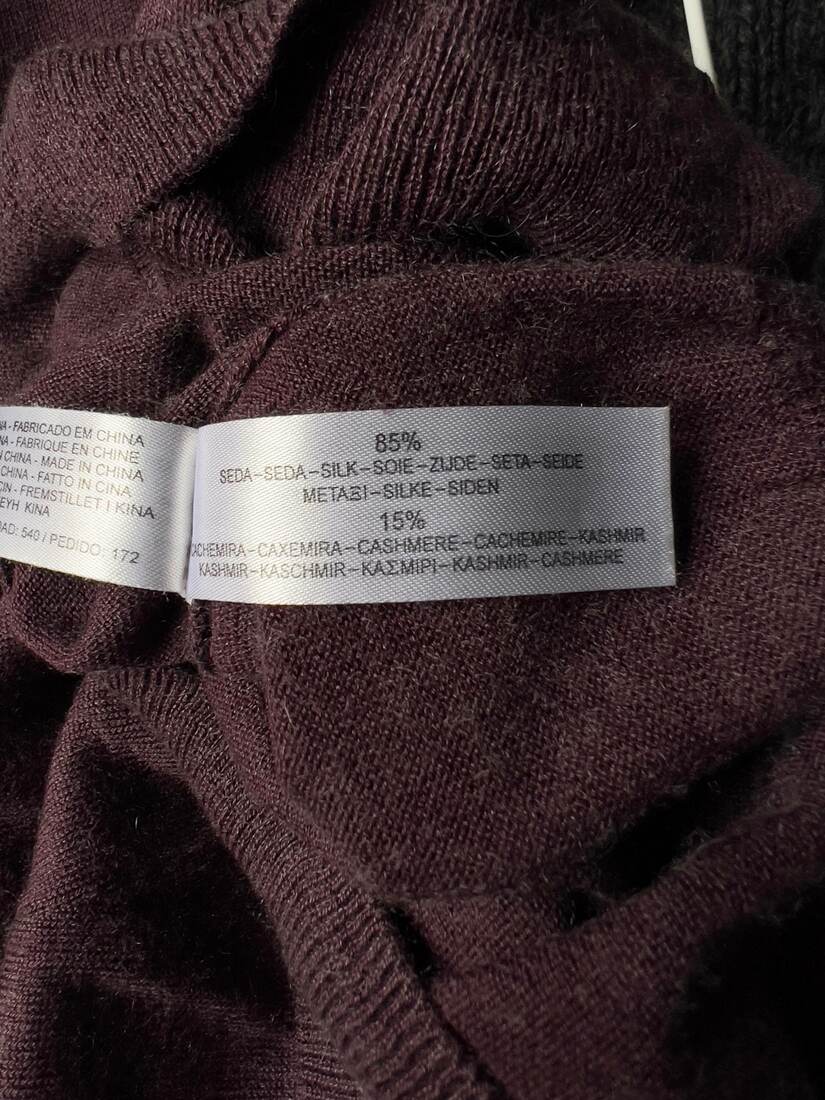 - FABRICADO EM CHINA
- FABRIQUE EN CHINE
CHINA - MADE IN CHINA
CHINA - FATTO IN CINA
- FREMSTILLET I KINA
KINA
540 / PEDIDO: 172
85%
SEDA-SEDA-SILK-SOIE-ZIJDE-SETA-SEIDE
ΜΕΤΑΞΙ-SILKE-SIDEN
15%
CACHEMIRA-CAXEMIRA-CASHMERE-CACHEMIRE-KASHMIR
KASHMIR-KASCHMIR-ΚΑΣΜΙΡΙ-KASHMIR-CASHMERE